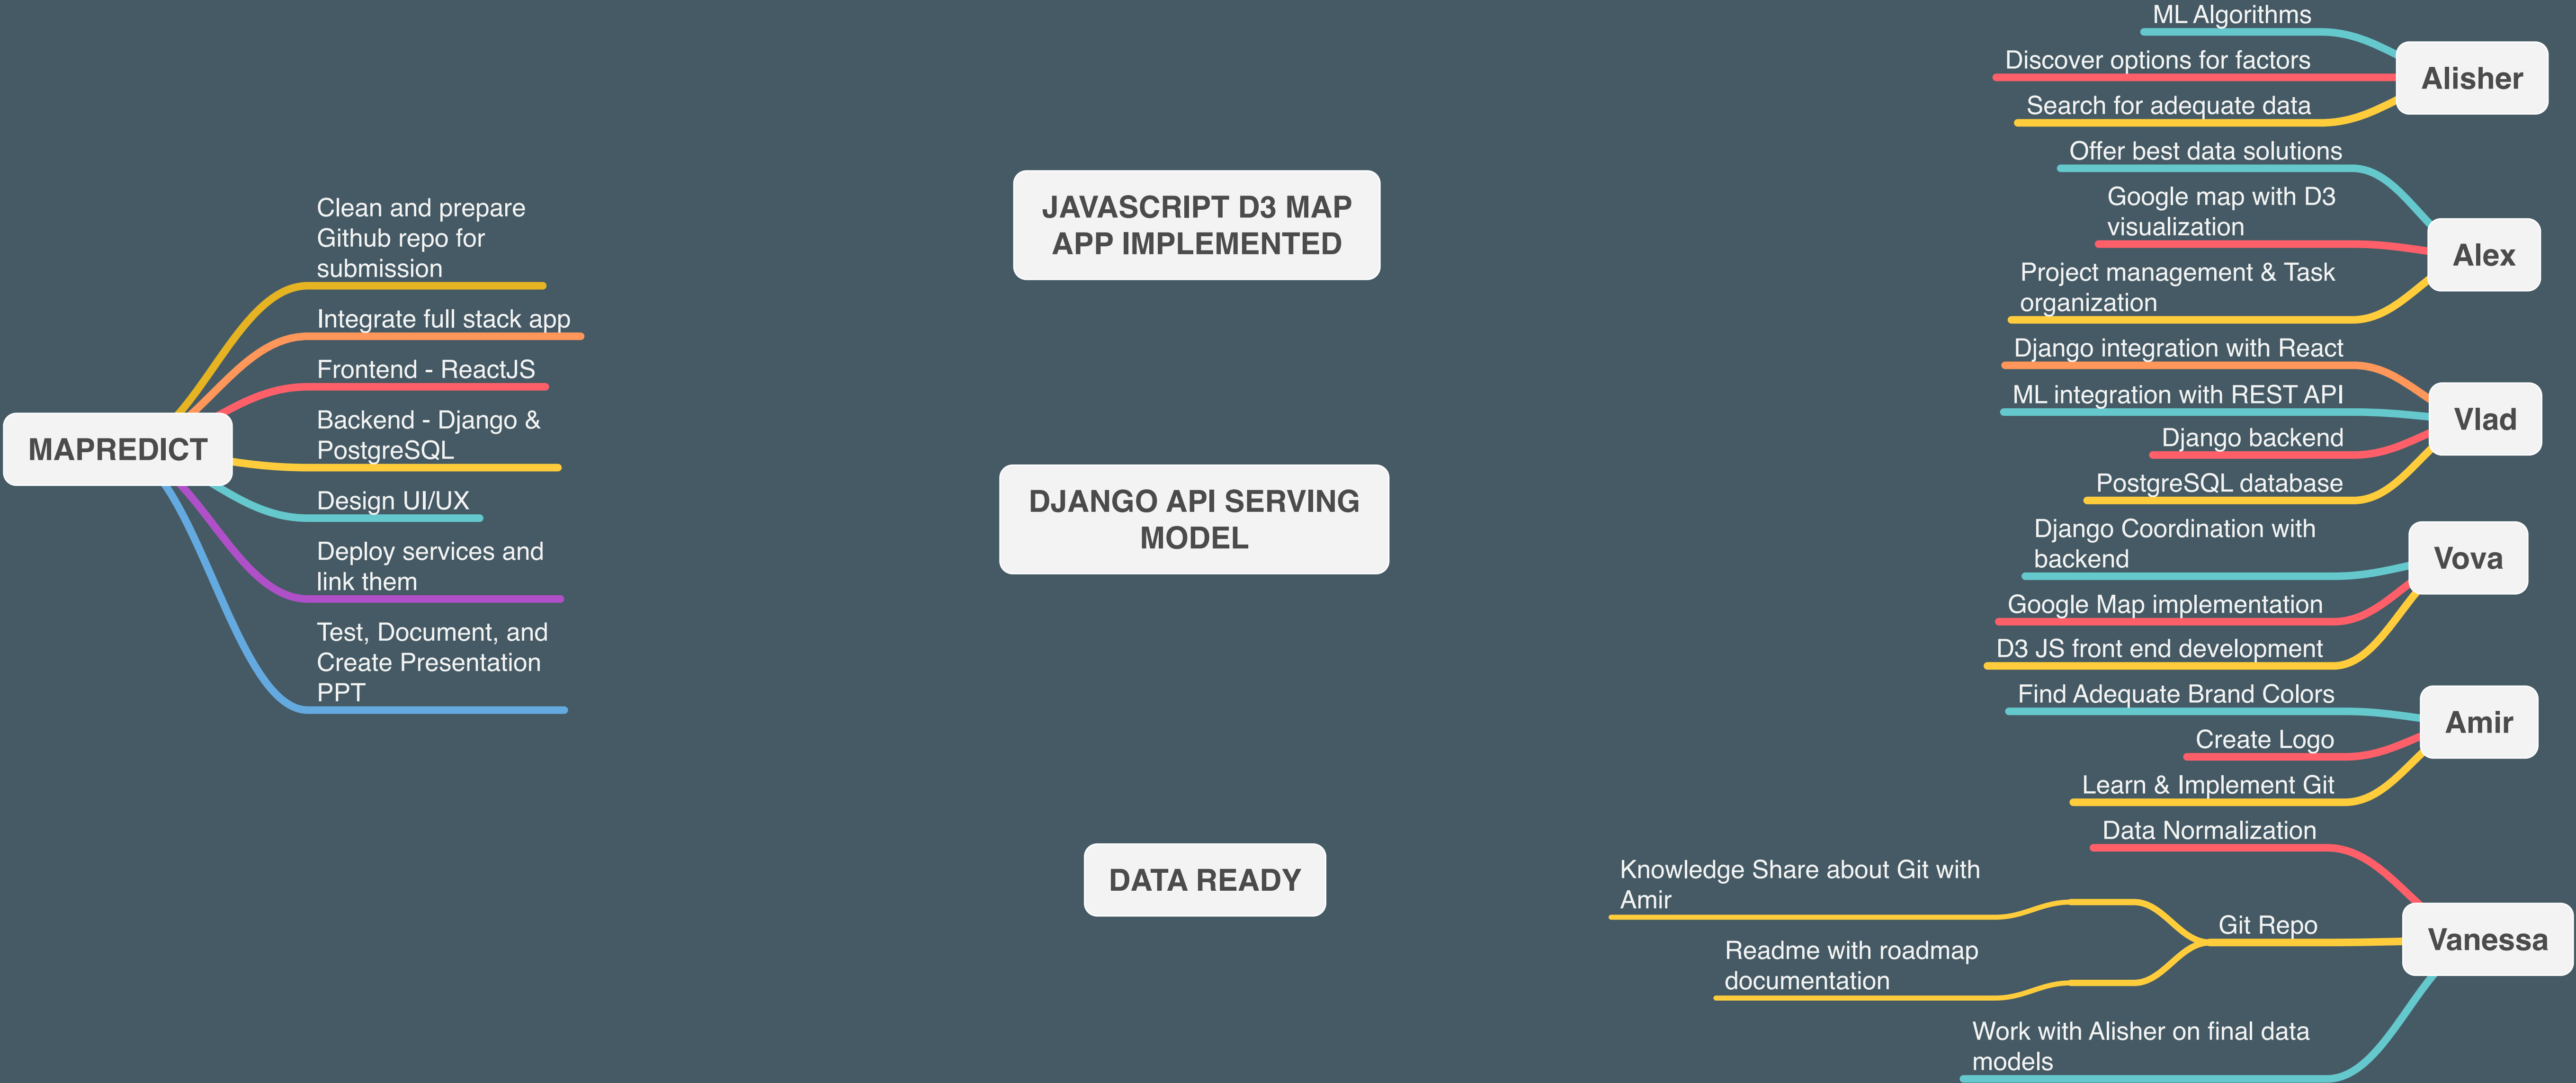 MAPREDICT
Clean and prepare
Github repo for
submission
Integrate full stack app
Frontend - ReactJS
Backend - Django &
PostgreSQL
Design UI/UX
Deploy services and
link them
Test, Document, and
Create Presentation
PPT
JAVASCRIPT D3 MAP
APP IMPLEMENTED
DJANGO API SERVING
MODEL
DATA READY
Alisher
ML Algorithms
Discover options for factors
Search for adequate data
Alex
Offer best data solutions
Google map with D3
visualization
Project management & Task
organization
Vlad
Django integration with React
ML integration with REST API
Django backend
PostgreSQL database
Vova
Django Coordination with
backend
Google Map implementation
D3 JS front end development
Amir
Find Adequate Brand Colors
Create Logo
Learn & Implement Git
Vanessa
Data Normalization
Git Repo
Knowledge Share about Git with
Amir
Readme with roadmap
documentation
Work with Alisher on final data
models